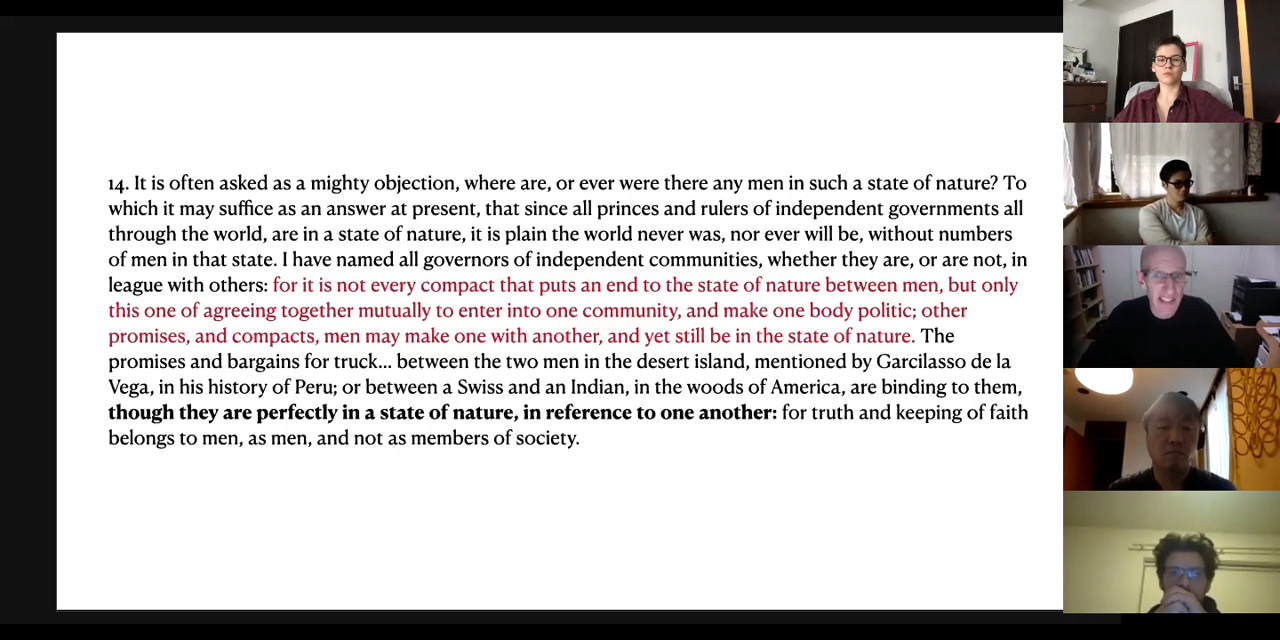 14. It is often asked as a mighty objection, where are, or ever were there any men in such a state of nature? To
which it may suffice as an answer at present, that since all princes and rulers of independent governments all
through the world, are in a state of nature, it is plain the world never was, nor ever will be, without numbers
of men in that state. I have named all governors of independent communities, whether they are, or are not, in
league with others: for it is not every compact that puts an end to the state of nature between men, but only
this one of agreeing together mutually to enter into one community, and make one body politic; other
promises, and compacts, men may make one with another, and yet still be in the state of nature. The
promises and bargains for truck... between the two men in the desert island, mentioned by Garcilasso de la
Vega, in his history of Peru; or between a Swiss and an Indian, in the woods of America, are binding to them,
though they are perfectly in a state of nature, in reference to one another: for truth and keeping of faith
belongs to men, as men, and not as members of society.